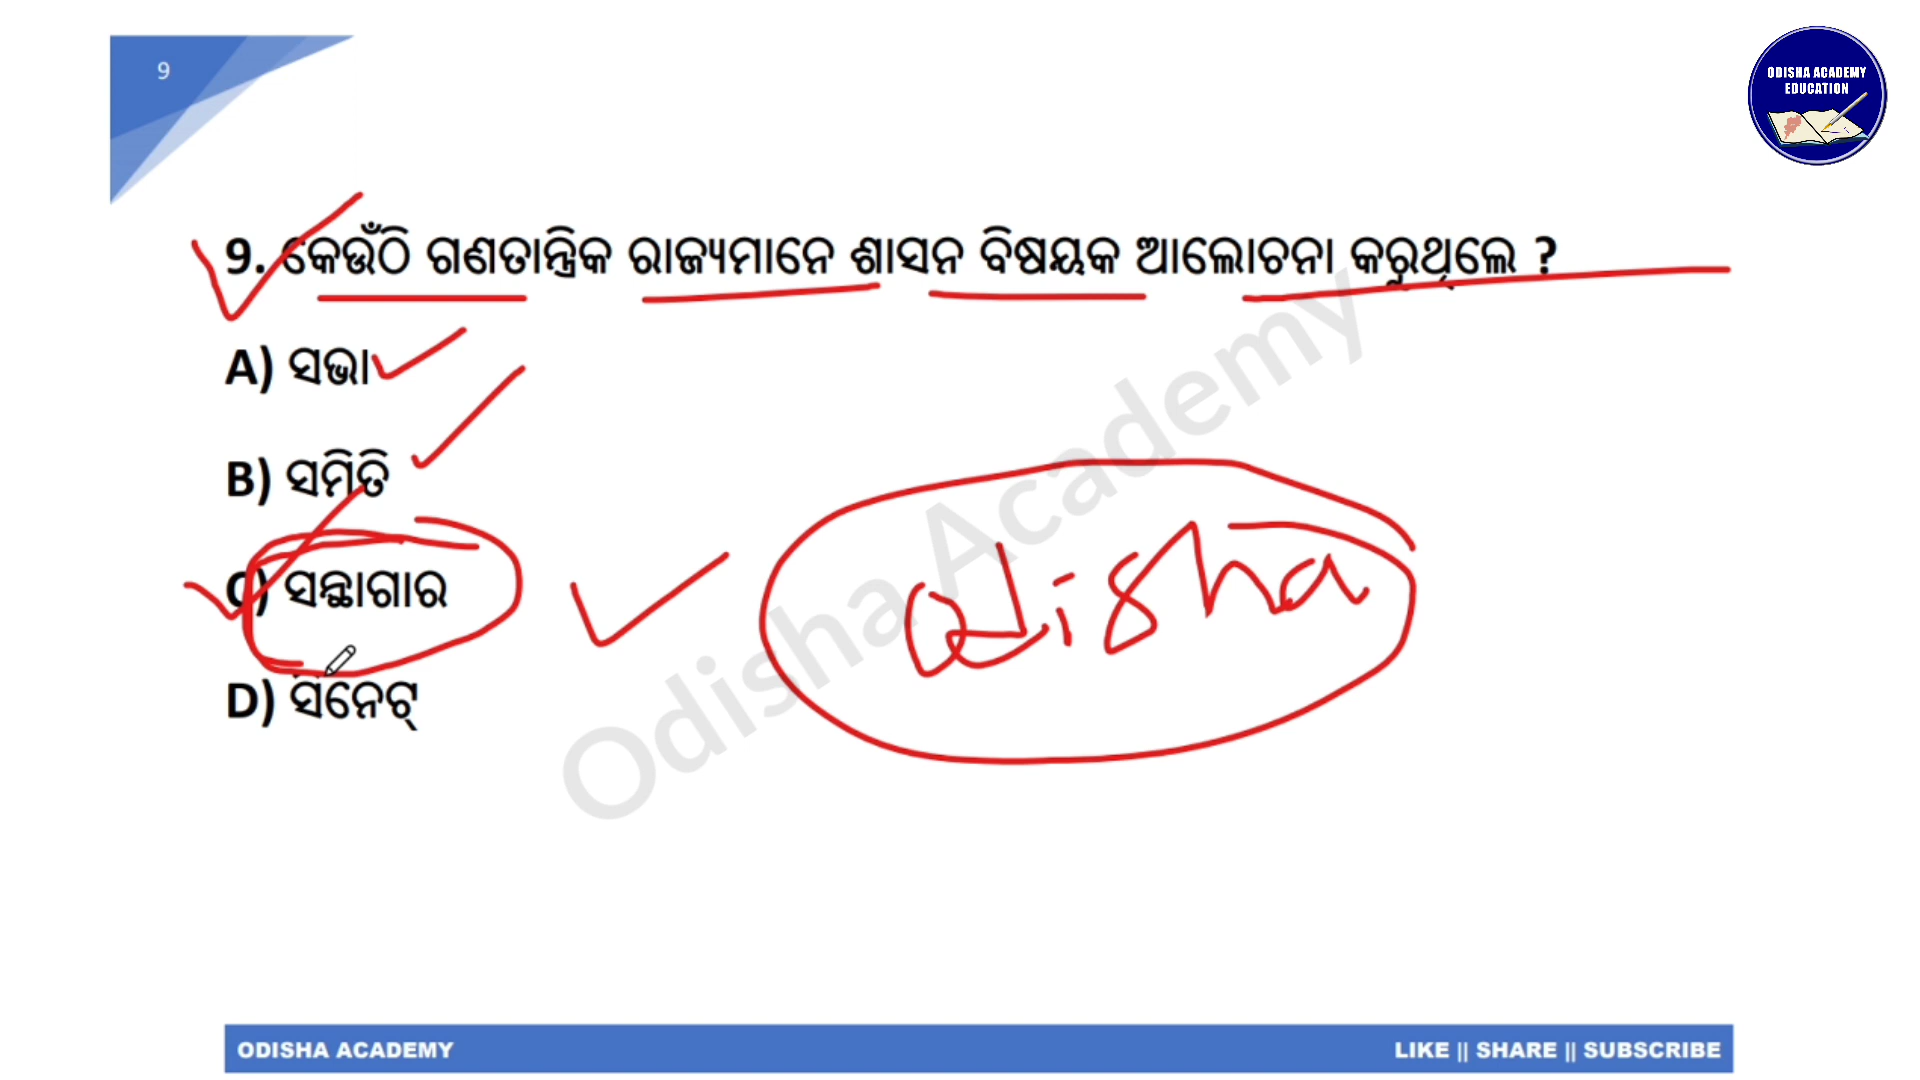 9
ODISHA ACADEMY
EDUCATION
9. କେଉଁଠି ଗଣତାନ୍ତ୍ରିକ ରାଜ୍ୟମାନେ ଶାସନ ବିଷୟକ ଆଲୋଚନା କରୁଥିଲେ ?
A) ସଭା
B) ସମିତି
C) ସନ୍ଥାଗାର
D) ସିନେଟ୍
Odisha
Odisha Academy
ODISHA ACADEMY
LIKE || SHARE || SUBSCRIBE